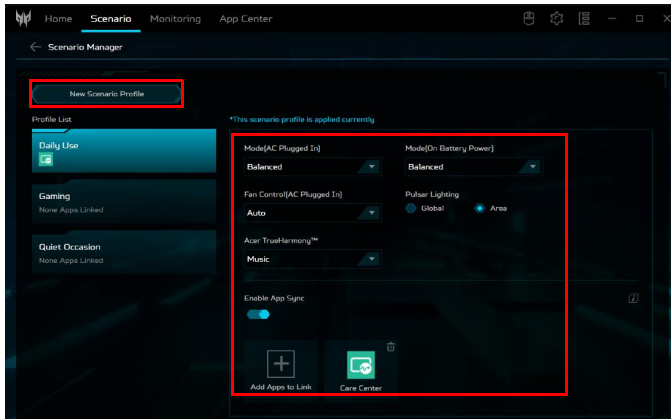 Home Scenario Monitoring App Center
Scenario Manager
New Scenario Profile
Profile List
*This scenario profile is applied currently
Daily Use
Gaming
None Apps Linked
Quiet Occasion
None Apps Linked
Mode(AC Plugged In)
Mode(On Battery Power)
Balanced
Balanced
Fan Control(AC Plugged In)
Pulsar Lighting
Auto
Global
Area
Acer TrueHarmony™
Music
Enable App Sync
Add Apps to Link
Care Center